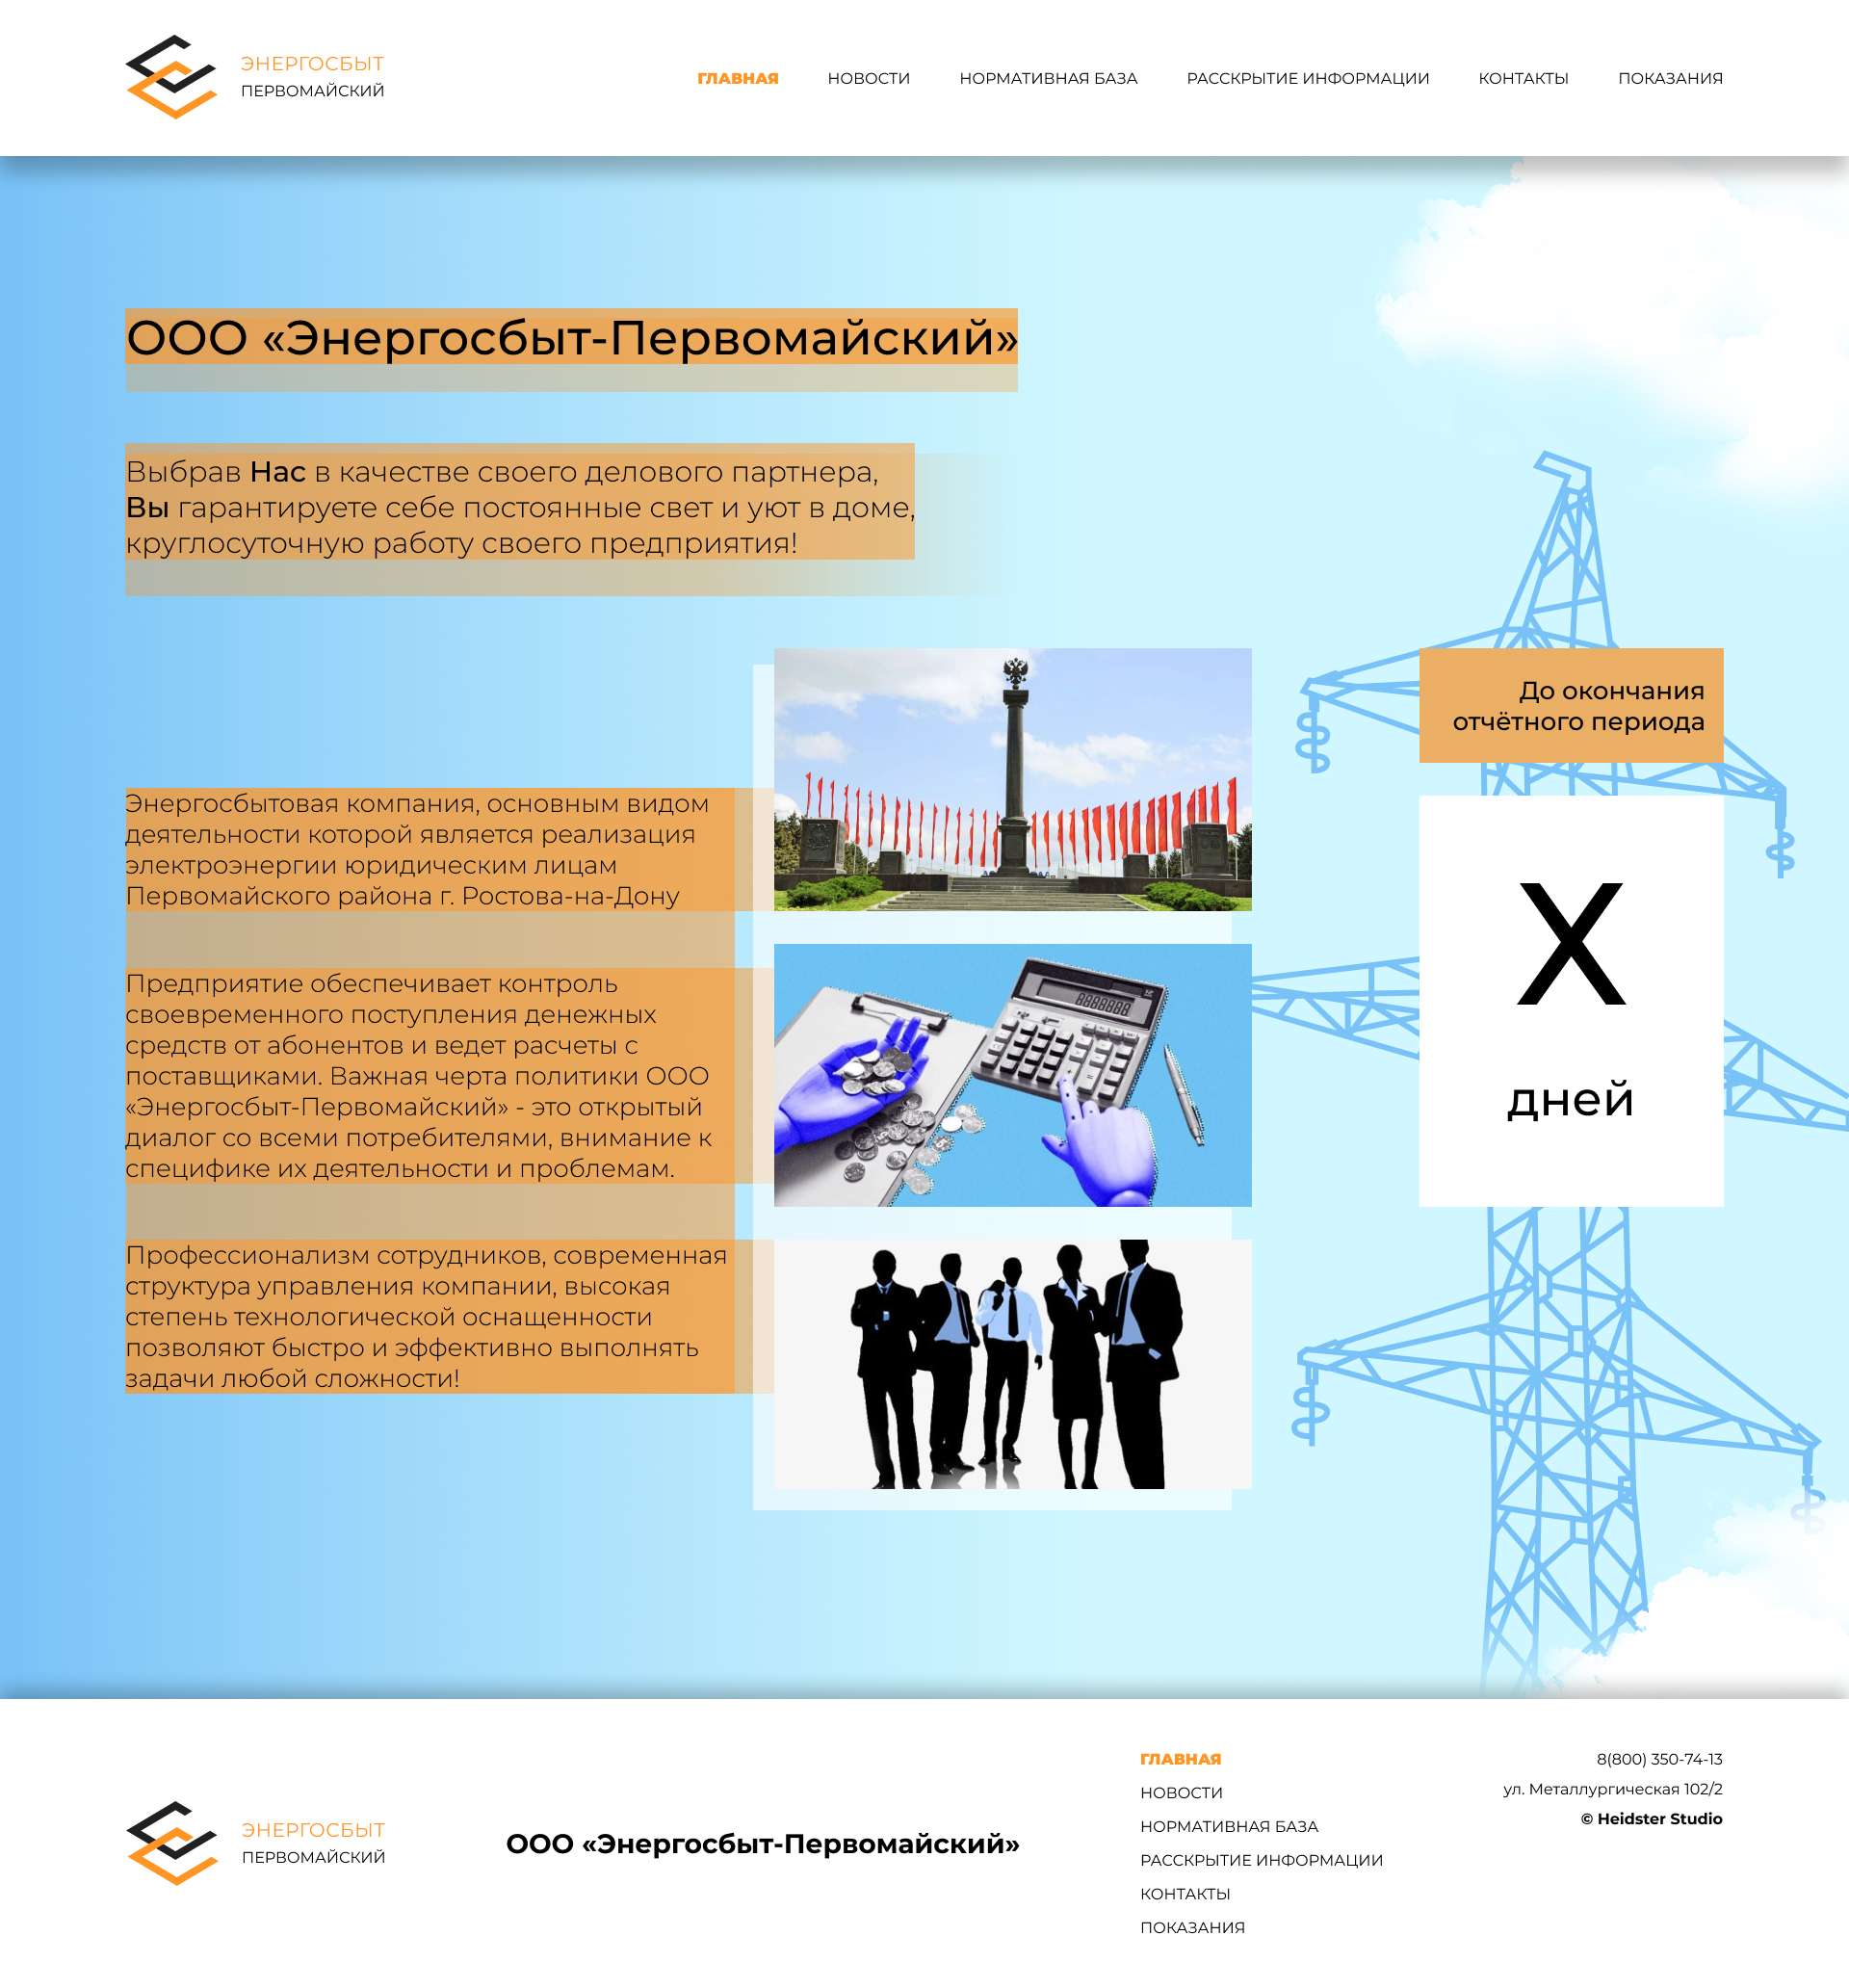 ЭНЕРГОСБЫТ
ПЕРВОМАЙСКИЙ
ГЛАВНАЯ
НОВОСТИ
НОРМАТИВНАЯ БАЗА
РАССКРЫТИЕ ИНФОРМАЦИИ
КОНТАКТЫ
ПОКАЗАНИЯ
ООО «Энергосбыт-Первомайский»
Выбрав Нас в качестве своего делового партнера,
Вы гарантируете себе постоянные свет и уют в доме,
круглосуточную работу своего предприятия!
Энергосбытовая компания, основным видом
деятельности которой является реализация
электроэнергии юридическим лицам
Первомайского района г. Ростова-на-Дону
Предприятие обеспечивает контроль
своевременного поступления денежных
средств от абонентов и ведет расчеты с
поставщиками. Важная черта политики ООО
«Энергосбыт-Первомайский» - это открытый
диалог со всеми потребителями, внимание к
специфике их деятельности и проблемам.
Профессионализм сотрудников, современная
структура управления компании, высокая
степень технологической оснащенности
позволяют быстро и эффективно выполнять
задачи любой сложности!
8888888
До окончания
отчётного периода
X
дней
ЭНЕРГОСБЫТ
ПЕРВОМАЙСКИЙ
ООО «Энергосбыт-Первомайский»
ГЛАВНАЯ
НОВОСТИ
НОРМАТИВНАЯ БАЗА
РАССКРЫТИЕ ИНФОРМАЦИИ
КОНТАКТЫ
ПОКАЗАНИЯ
8(800) 350-74-13
ул. Металлургическая 102/2
© Heidster Studio